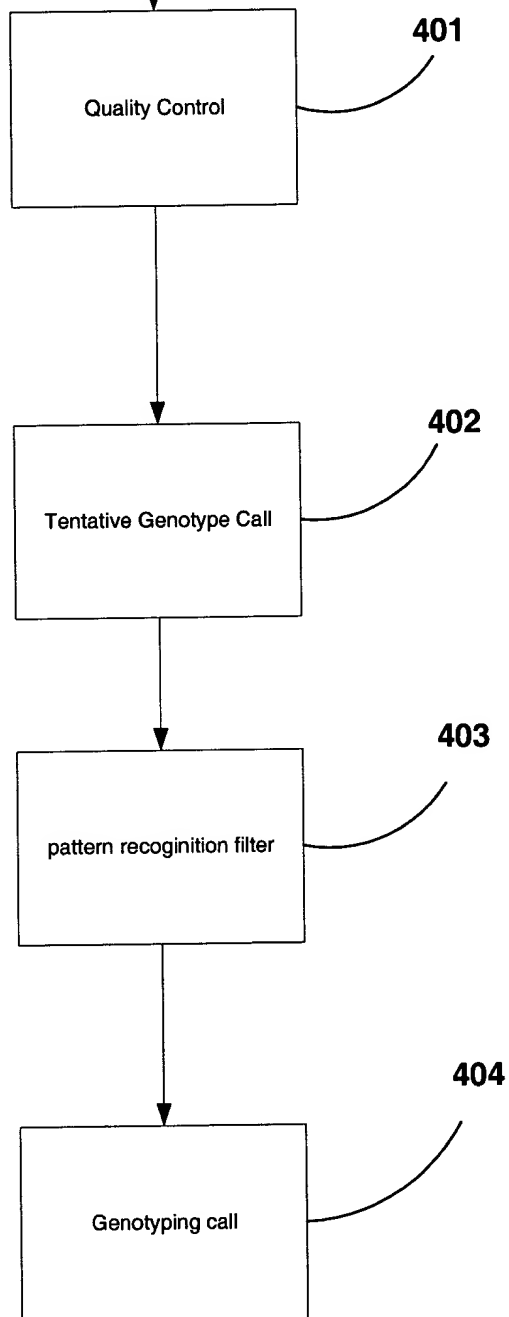 401
Quality Control
402
Tentative Genotype Call
403
pattern recoginition filter
404
Genotyping call